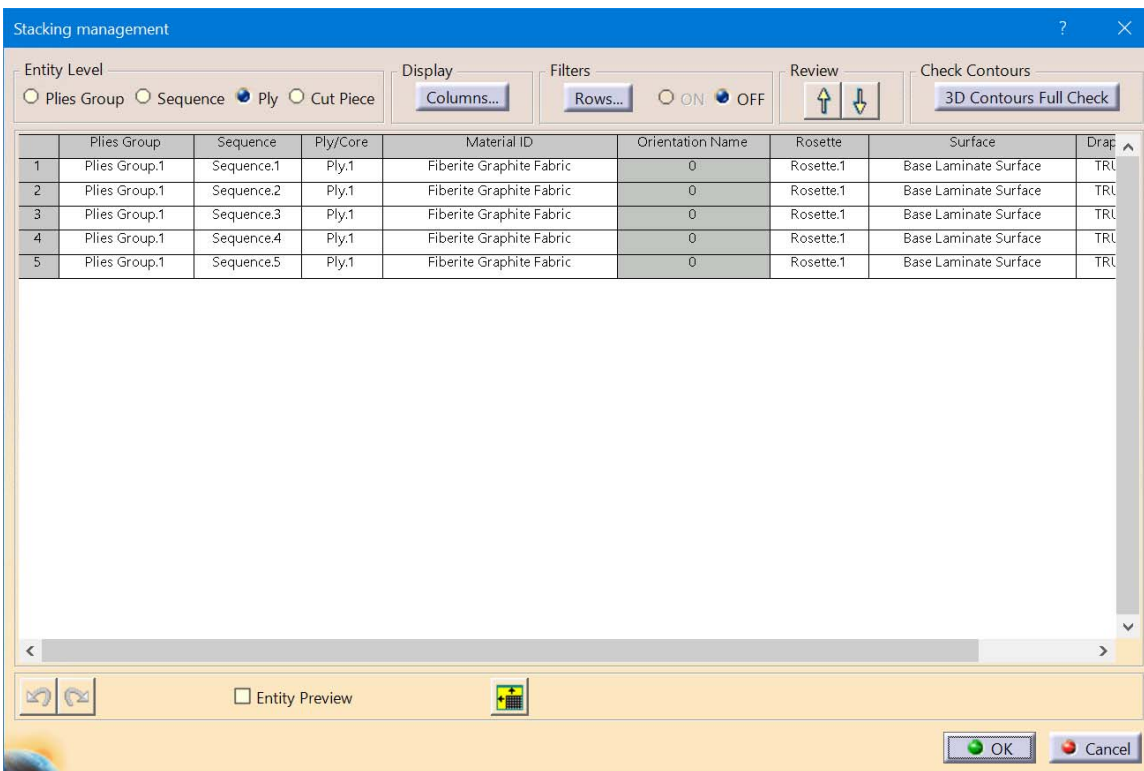 Stacking management ?
Entity Level Display Filters Review Check Contours
Plies Group Sequence Ply Cut Piece Columns... Rows... ON OFF 3D Contours Full Check
Plies Group Sequence Ply/Core Material ID Orientation Name Rosette Surface Drap
1 Plies Group.1 Sequence.1 Ply.1 Fiberite Graphite Fabric 0 Rosette.1 Base Laminate Surface TRU
2 Plies Group.1 Sequence.2 Ply.1 Fiberite Graphite Fabric 0 Rosette.1 Base Laminate Surface TRU
3 Plies Group.1 Sequence.3 Ply.1 Fiberite Graphite Fabric 0 Rosette.1 Base Laminate Surface TRU
4 Plies Group.1 Sequence.4 Ply.1 Fiberite Graphite Fabric 0 Rosette.1 Base Laminate Surface TRU
5 Plies Group.1 Sequence.5 Ply.1 Fiberite Graphite Fabric 0 Rosette.1 Base Laminate Surface TRU
Entity Preview
OK Cancel